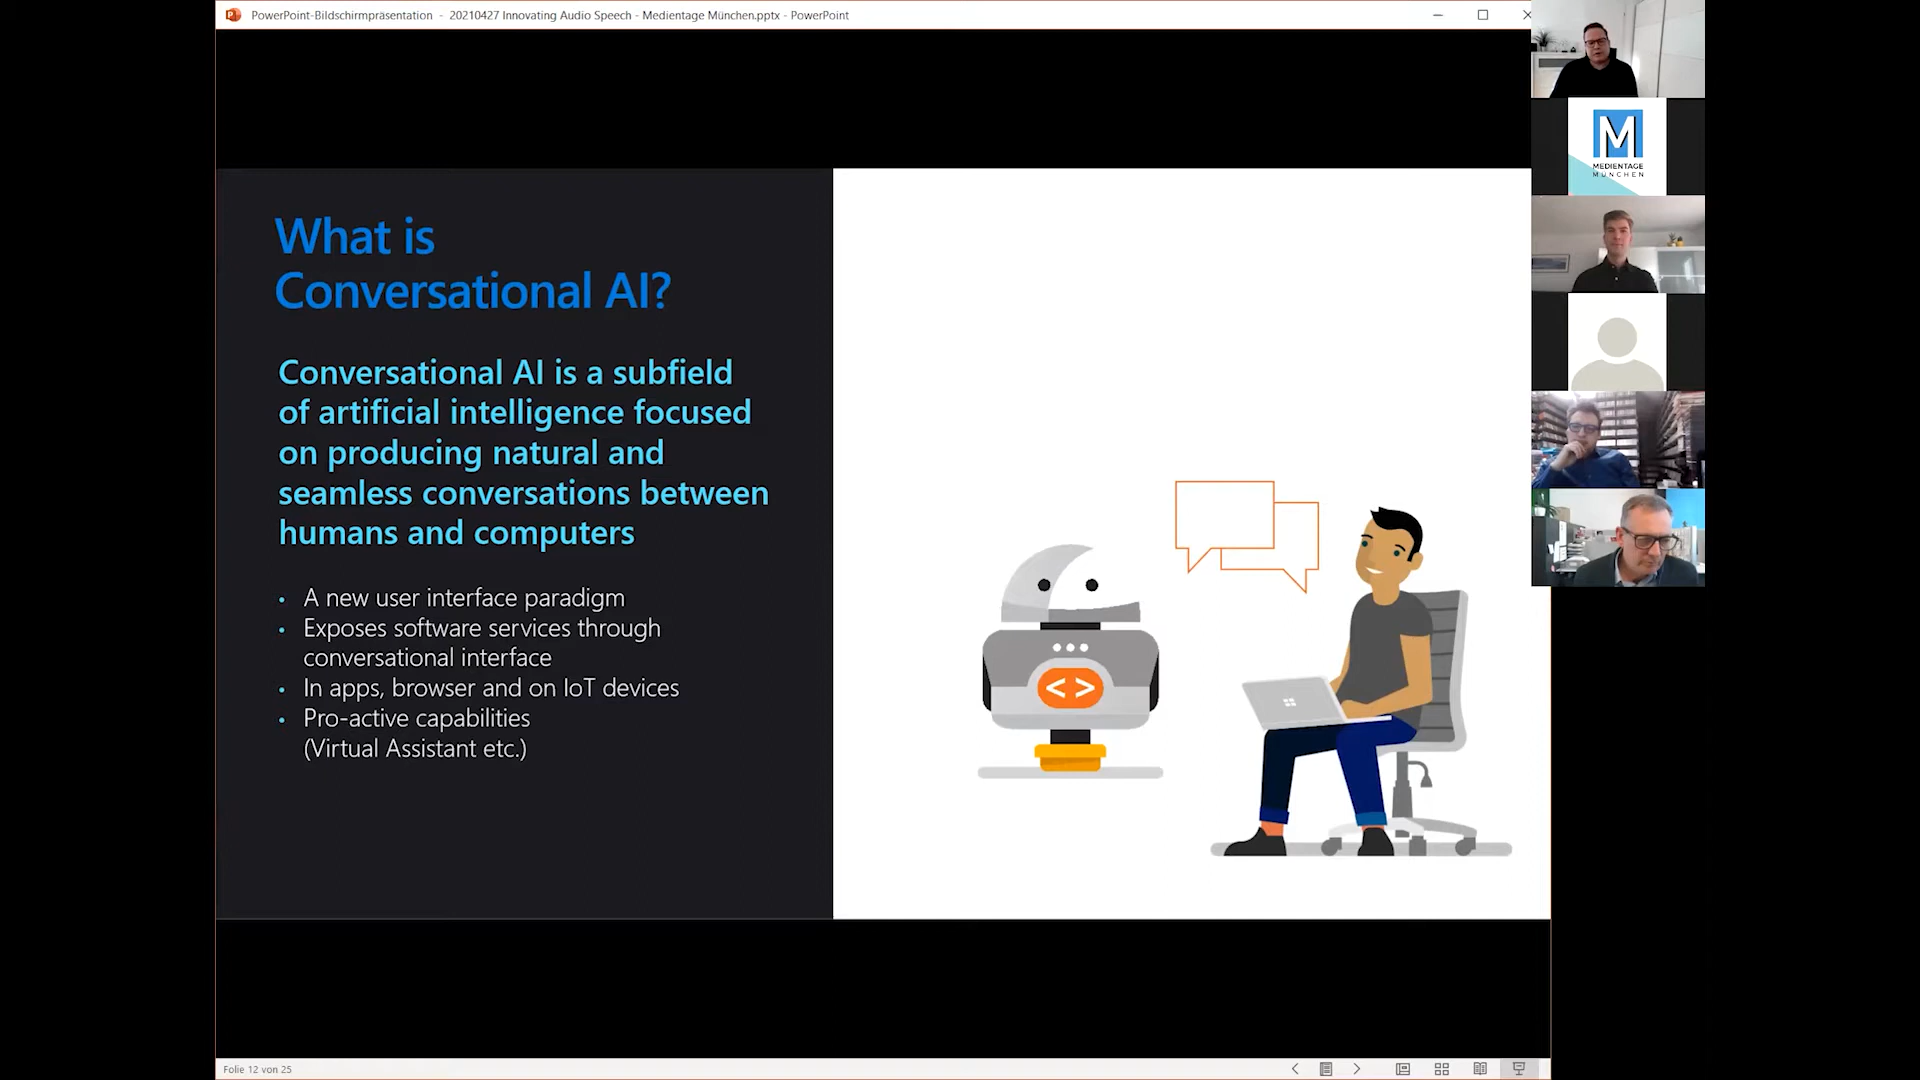 PowerPoint-Bildschirmpräsentation - 20210427 Innovating Audio Speech - Medientage München.pptx - PowerPoint
M
MEDIENTAGE
MÜNCHEN
What is
Conversational AI?
Conversational AI is a subfield
of artificial intelligence focused
on producing natural and
seamless conversations between
humans and computers
• A new user interface paradigm
• Exposes software services through
conversational interface
• In apps, browser and on IoT devices
• Pro-active capabilities
(Virtual Assistant etc.)
<>
Folie 12 von 25